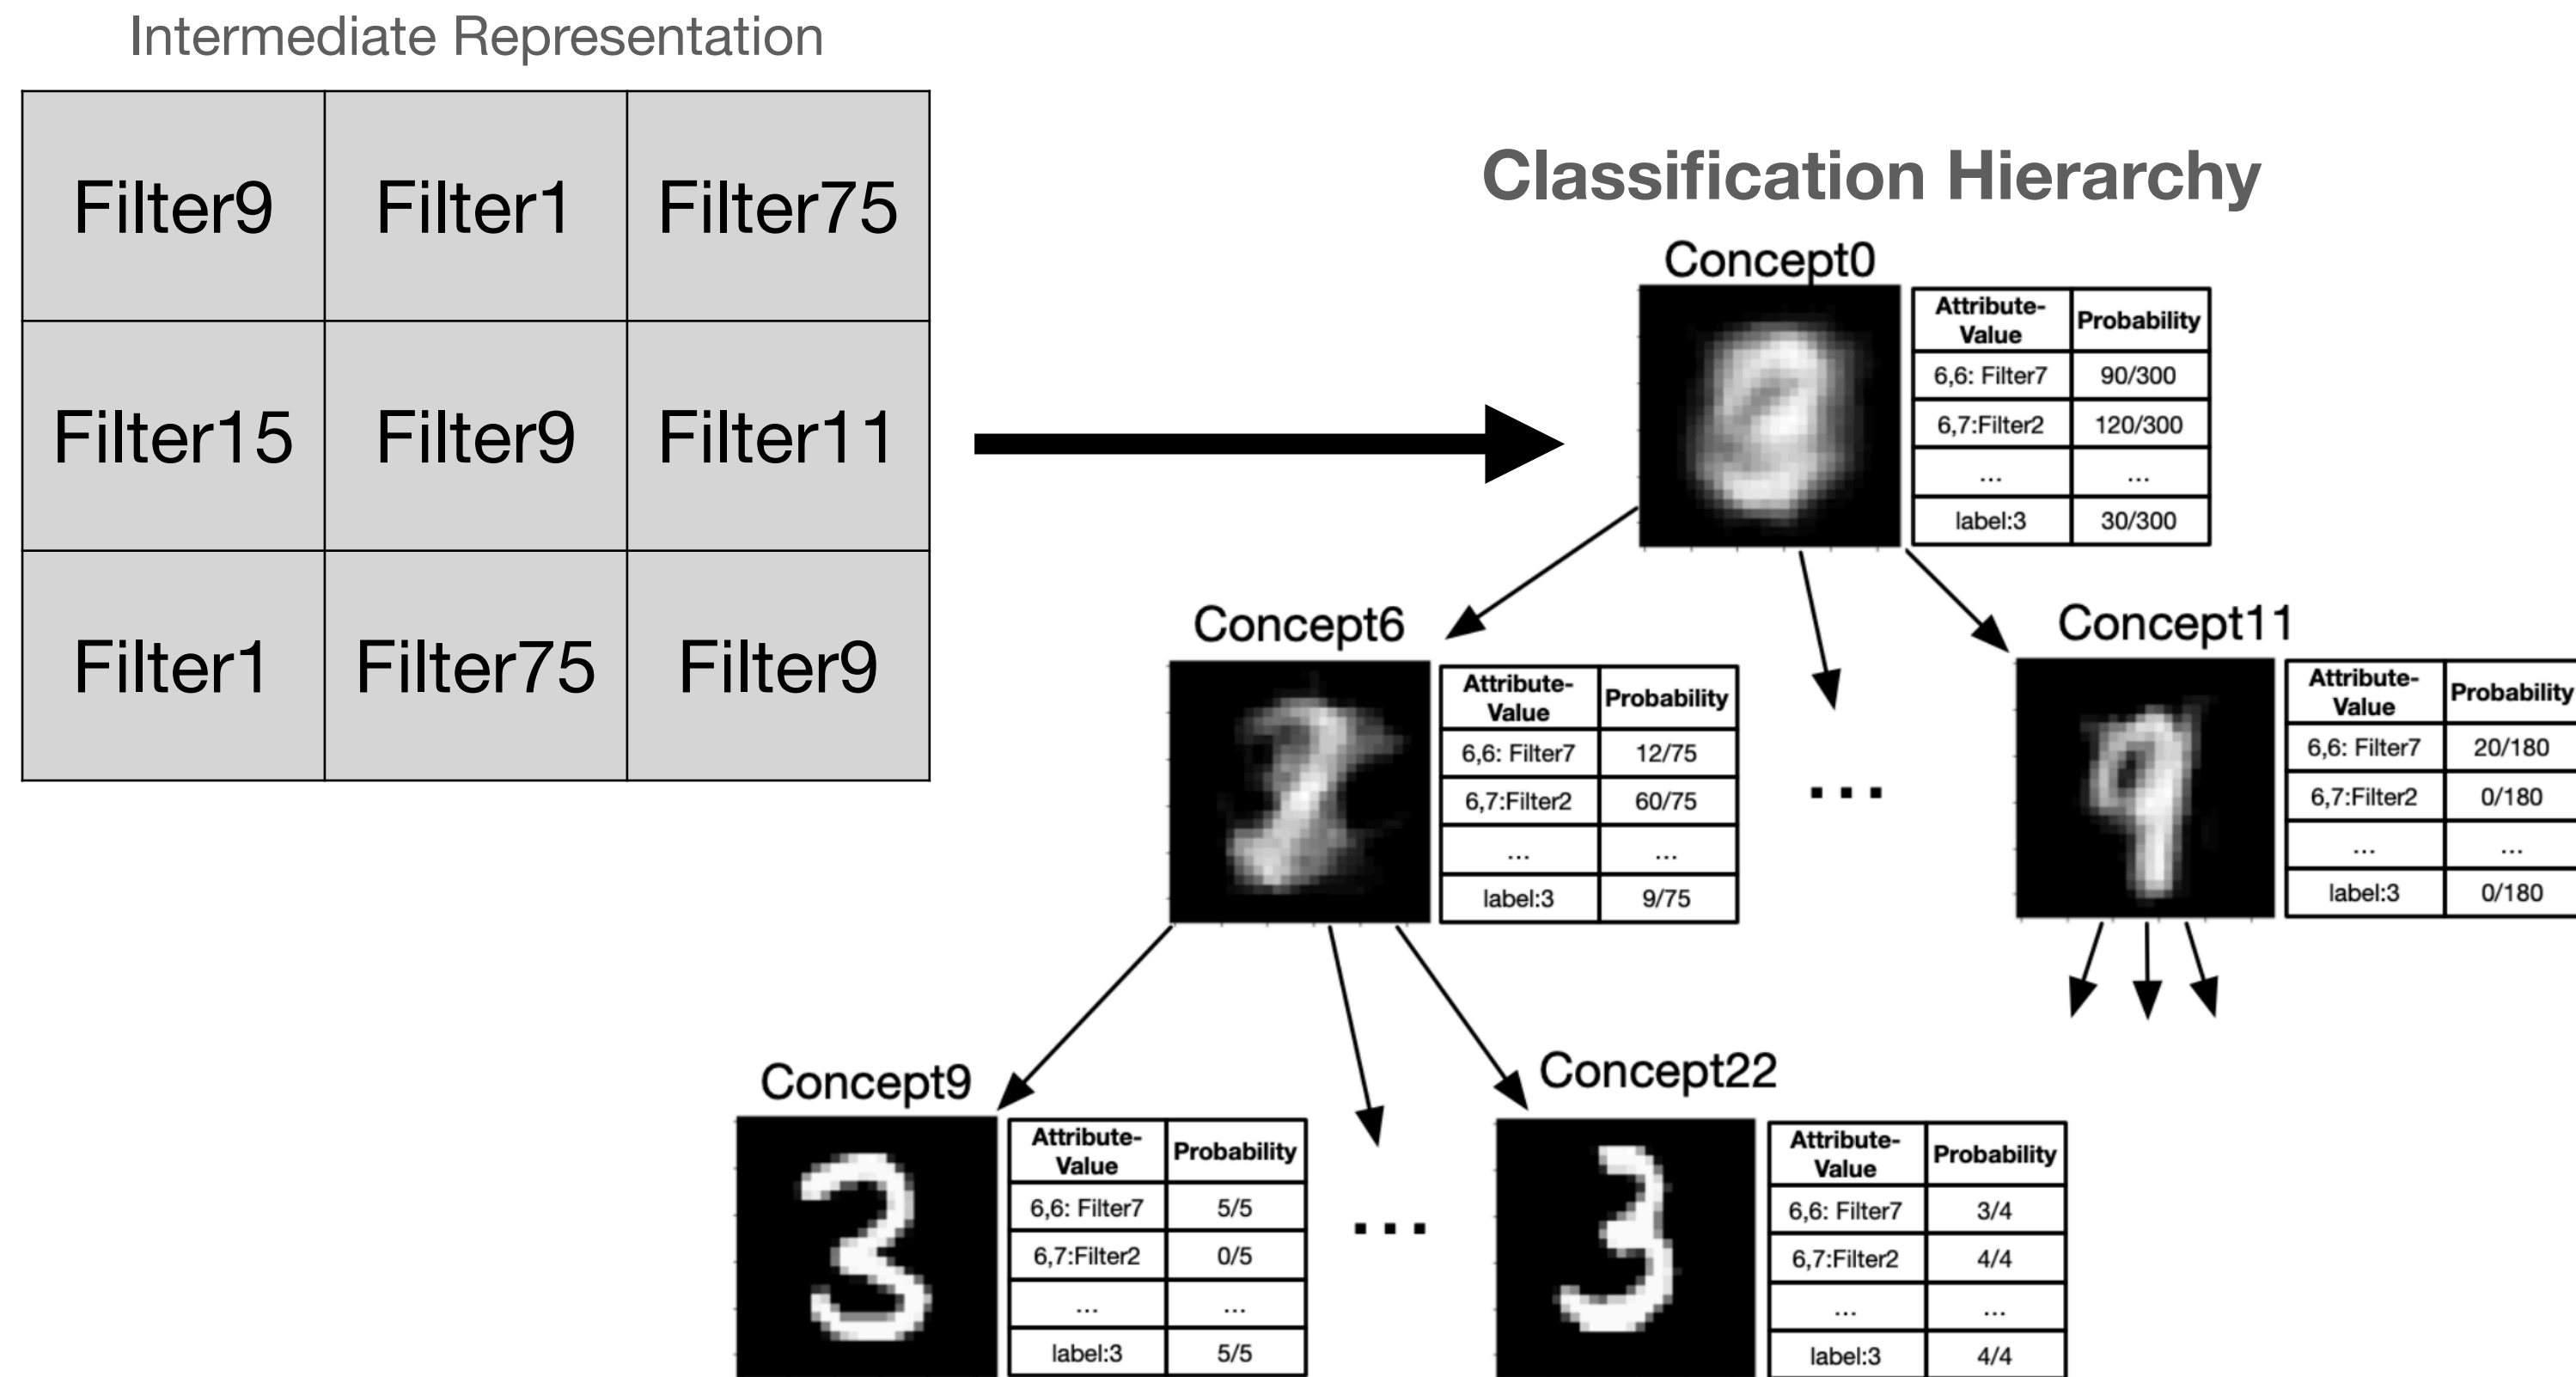 Intermediate Representation
Filter9 Filter1 Filter75
Filter15 Filter9 Filter11
Filter1 Filter75 Filter9
Classification Hierarchy
Concept0
Attribute-
Value Probability
6,6: Filter7 90/300
6,7:Filter2 120/300
... ...
label:3 30/300
Concept6
Attribute-
Value Probability
6,6: Filter7 12/75
6,7:Filter2 60/75
... ...
label:3 9/75
...
Concept11
Attribute-
Value Probability
6,6: Filter7 20/180
6,7:Filter2 0/180
... ...
label:3 0/180
Concept9
Attribute-
Value Probability
6,6: Filter7 5/5
6,7:Filter2 0/5
... ...
label:3 5/5
...
Concept22
Attribute-
Value Probability
6,6: Filter7 3/4
6,7:Filter2 4/4
... ...
label:3 4/4